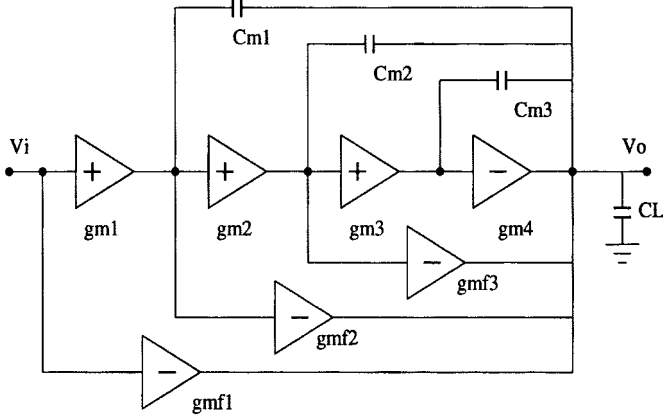 Cm1
Cm2
Cm3
Vi
+
+
+
−
Vo
gm1
gm2
gm3
gm4
CL
−
gmf3
−
gmf2
−
gmf1